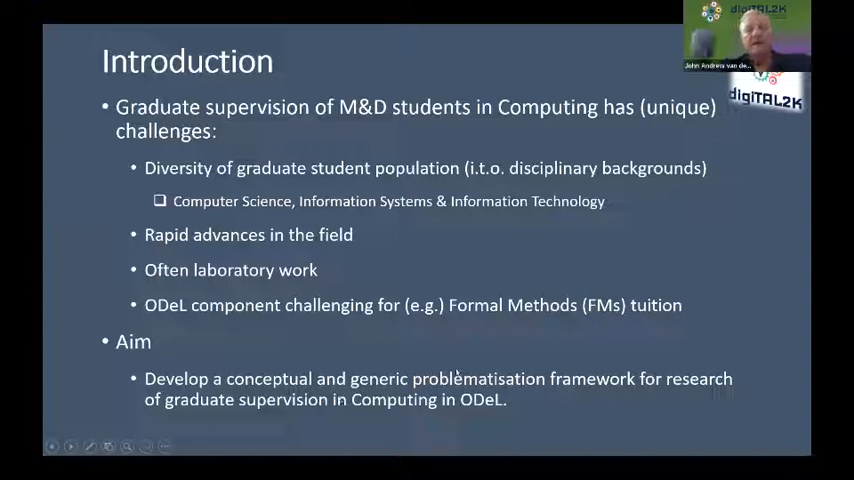 digiTAL2K
John Andrew van de...
digiTAL2K
Introduction
• Graduate supervision of M&D students in Computing has (unique)
challenges:
• Diversity of graduate student population (i.t.o. disciplinary backgrounds)
❑ Computer Science, Information Systems & Information Technology
• Rapid advances in the field
• Often laboratory work
• ODeL component challenging for (e.g.) Formal Methods (FMs) tuition
• Aim
• Develop a conceptual and generic problematisation framework for research
of graduate supervision in Computing in ODeL.